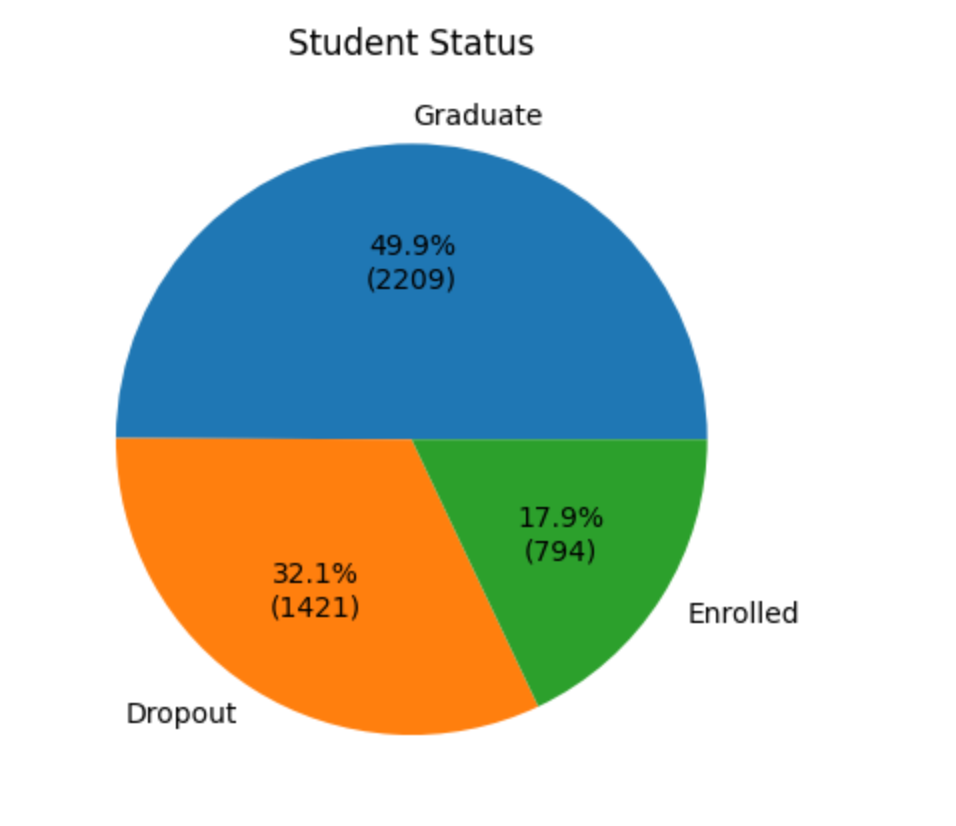 Student Status
Graduate
49.9%
(2209)
17.9%
(794)
32.1%
(1421)
Enrolled
Dropout